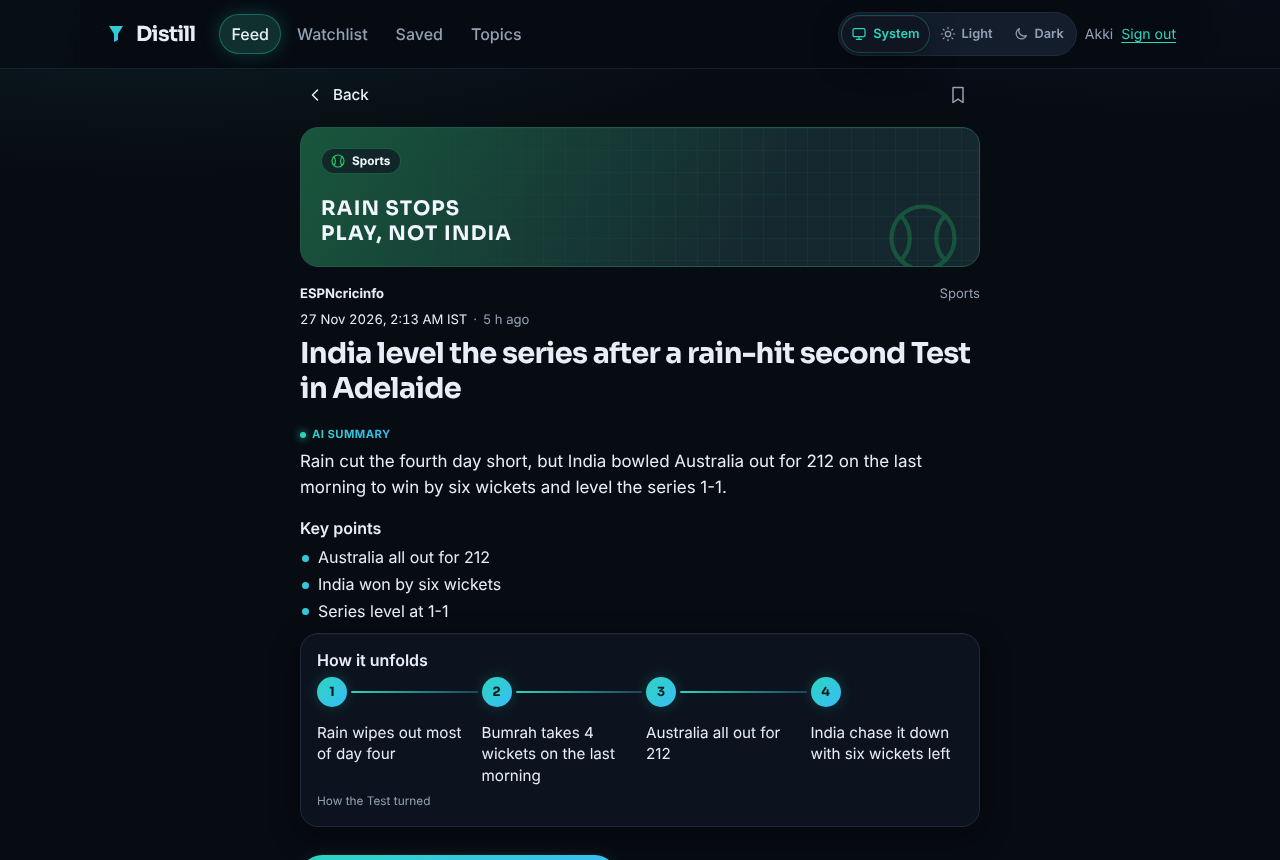 Distill
Feed
Watchlist
Saved
Topics
System
Light
Dark
Akki
Sign out
Back
Sports
RAIN STOPS
PLAY, NOT INDIA
ESPNcricinfo
Sports
27 Nov 2026, 2:13 AM IST · 5 h ago
India level the series after a rain-hit second Test
in Adelaide
AI SUMMARY
Rain cut the fourth day short, but India bowled Australia out for 212 on the last
morning to win by six wickets and level the series 1-1.
Key points
Australia all out for 212
India won by six wickets
Series level at 1-1
How it unfolds
1
Rain wipes out most
of day four
2
Bumrah takes 4
wickets on the last
morning
3
Australia all out for
212
4
India chase it down
with six wickets left
How the Test turned